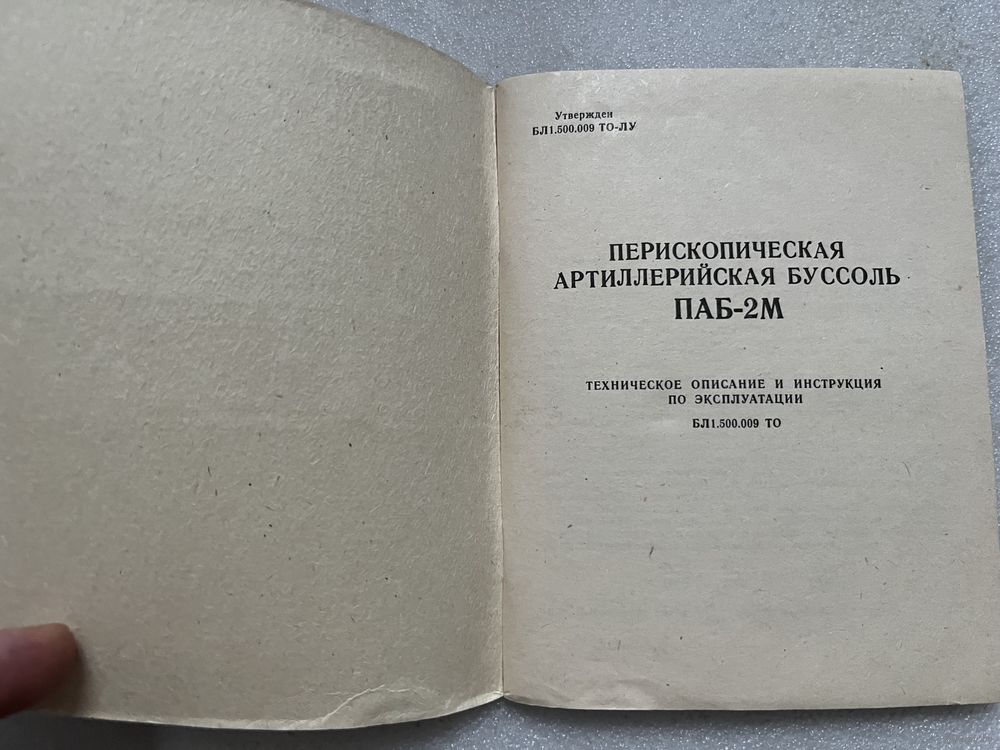 Утвержден
БЛ1.500.009 ТО-ЛУ
ПЕРИСКОПИЧЕСКАЯ
АРТИЛЛЕРИЙСКАЯ БУССОЛЬ
ПАБ-2М
ТЕХНИЧЕСКОЕ ОПИСАНИЕ И ИНСТРУКЦИЯ
ПО ЭКСПЛУАТАЦИИ
БЛ1.500.009 ТО